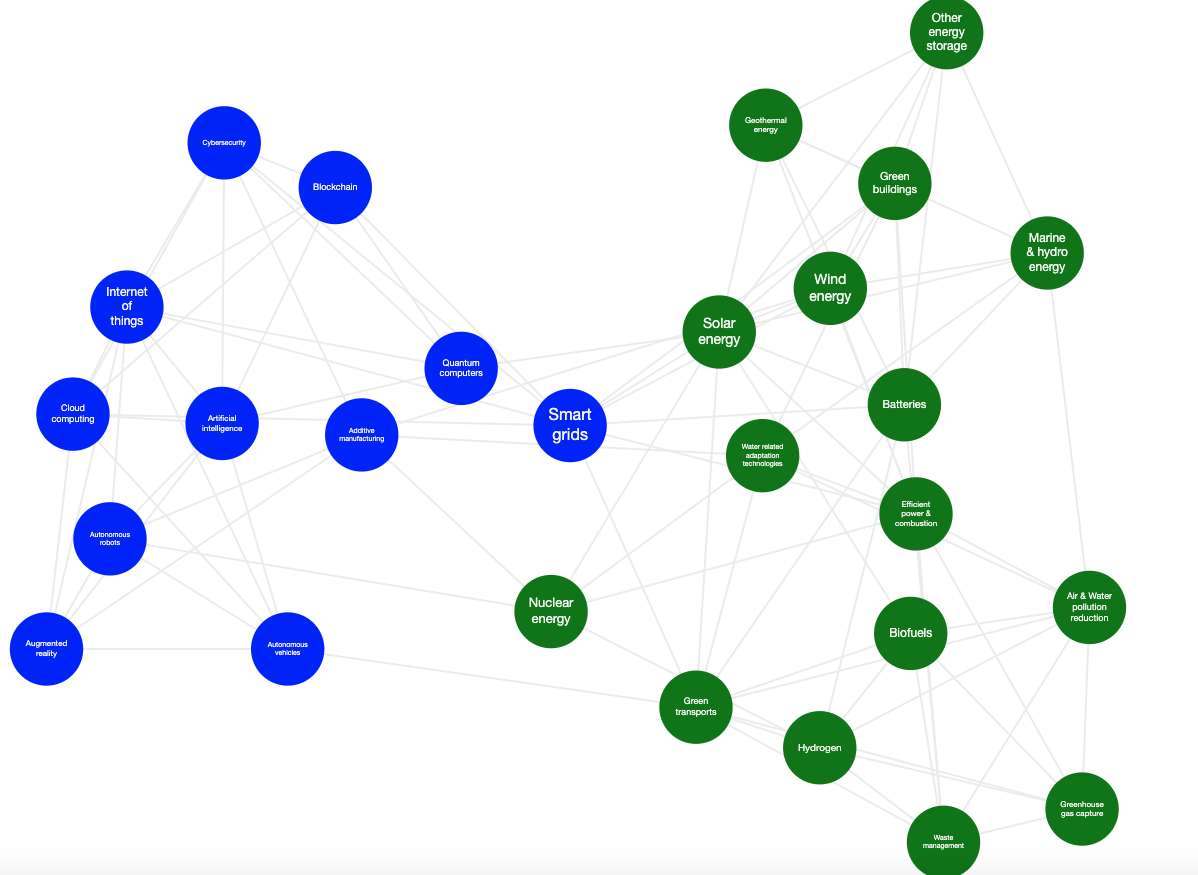 Other
energy
storage
Geothermal
energy
Cybersecurity
Blockchain
Green
buildings
Marine
& hydro
energy
Internet
of
things
Wind
energy
Solar
energy
Quantum
computers
Cloud
computing
Artificial
intelligence
Additive
manufacturing
Smart
grids
Batteries
Water related
adaptation
technologies
Efficient
power &
combustion
Autonomous
robots
Nuclear
energy
Air & Water
pollution
reduction
Biofuels
Augmented
reality
Autonomous
vehicles
Green
transports
Hydrogen
Greenhouse
gas capture
Waste
management